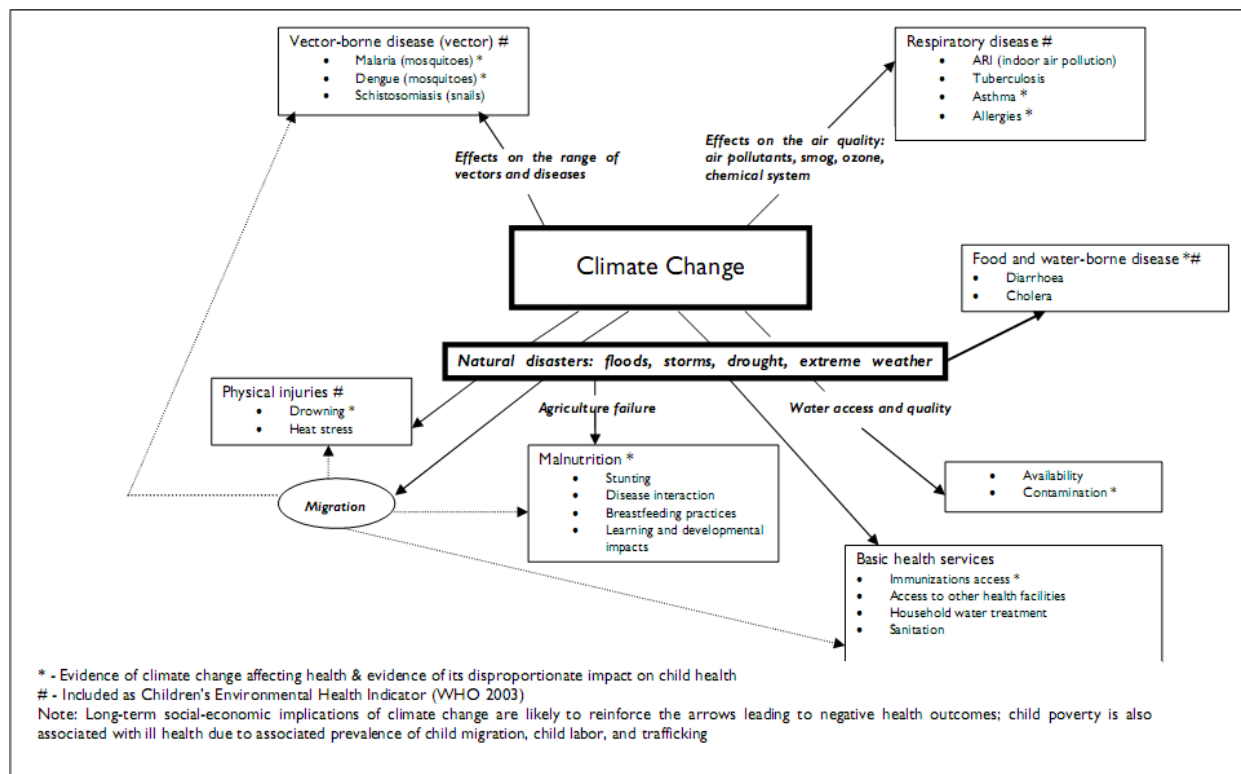 Vector-borne disease (vector) #
• Malaria (mosquitoes) *
• Dengue (mosquitoes) *
• Schistosomiasis (snails)
Respiratory disease #
• ARI (indoor air pollution)
• Tuberculosis
• Asthma *
• Allergies *
Effects on the range of
vectors and diseases
Effects on the air quality:
air pollutants, smog, ozone,
chemical system
Climate Change
Food and water-borne disease *#
• Diarrhoea
• Cholera
Natural disasters: floods, storms, drought, extreme weather
Physical injuries #
• Drowning *
• Heat stress
Agriculture failure
Water access and quality
Migration
Malnutrition *
• Stunting
• Disease interaction
• Breastfeeding practices
• Learning and developmental
impacts
• Availability
• Contamination *
Basic health services
• Immunizations access *
• Access to other health facilities
• Household water treatment
• Sanitation
* - Evidence of climate change affecting health & evidence of its disproportionate impact on child health
# - Included as Children's Environmental Health Indicator (WHO 2003)
Note: Long-term social-economic implications of climate change are likely to reinforce the arrows leading to negative health outcomes; child poverty is also
associated with ill health due to associated prevalence of child migration, child labor, and trafficking